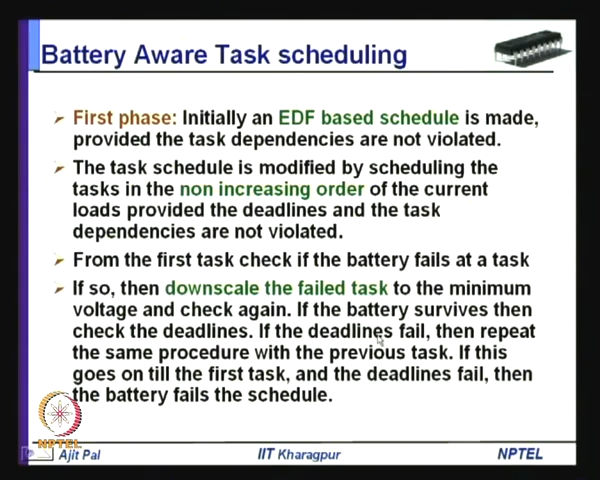 Battery Aware Task scheduling
First phase: Initially an EDF based schedule is made,
provided the task dependencies are not violated.
The task schedule is modified by scheduling the
tasks in the non increasing order of the current
loads provided the deadlines and the task
dependencies are not violated.
From the first task check if the battery fails at a task
If so, then downscale the failed task to the minimum
voltage and check again. If the battery survives then
check the deadlines. If the deadlines fail, then repeat
the same procedure with the previous task. If this
goes on till the first task, and the deadlines fail, then
the battery fails the schedule.
NPTEL
Ajit Pal
IIT Kharagpur
NPTEL